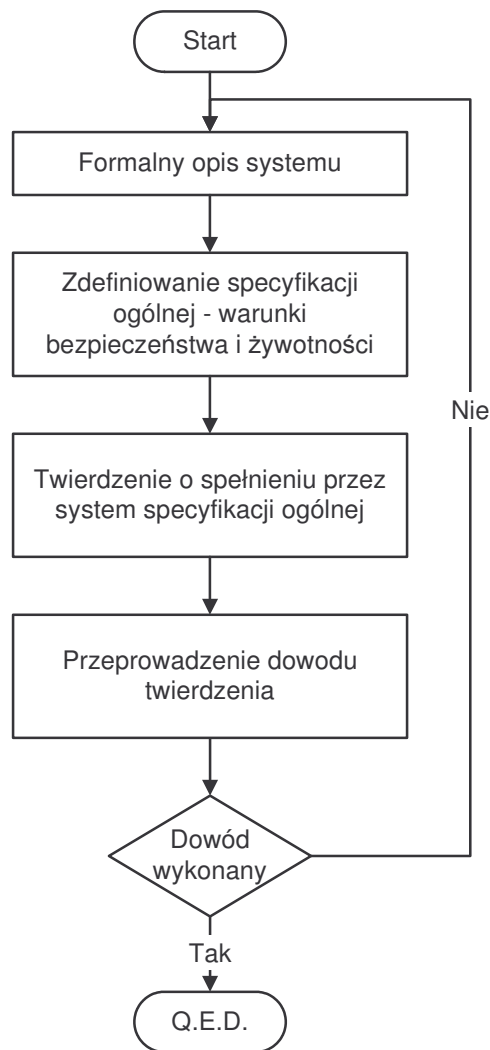 Start
Formalny opis systemu
Zdefiniowanie specyfikacji
ogólnej - warunki
bezpieczeństwa i żywotności
Nie
Twierdzenie o spełnieniu przez
system specyfikacji ogólnej
Przeprowadzenie dowodu
twierdzenia
Dowód
wykonany
Tak
Q.E.D.